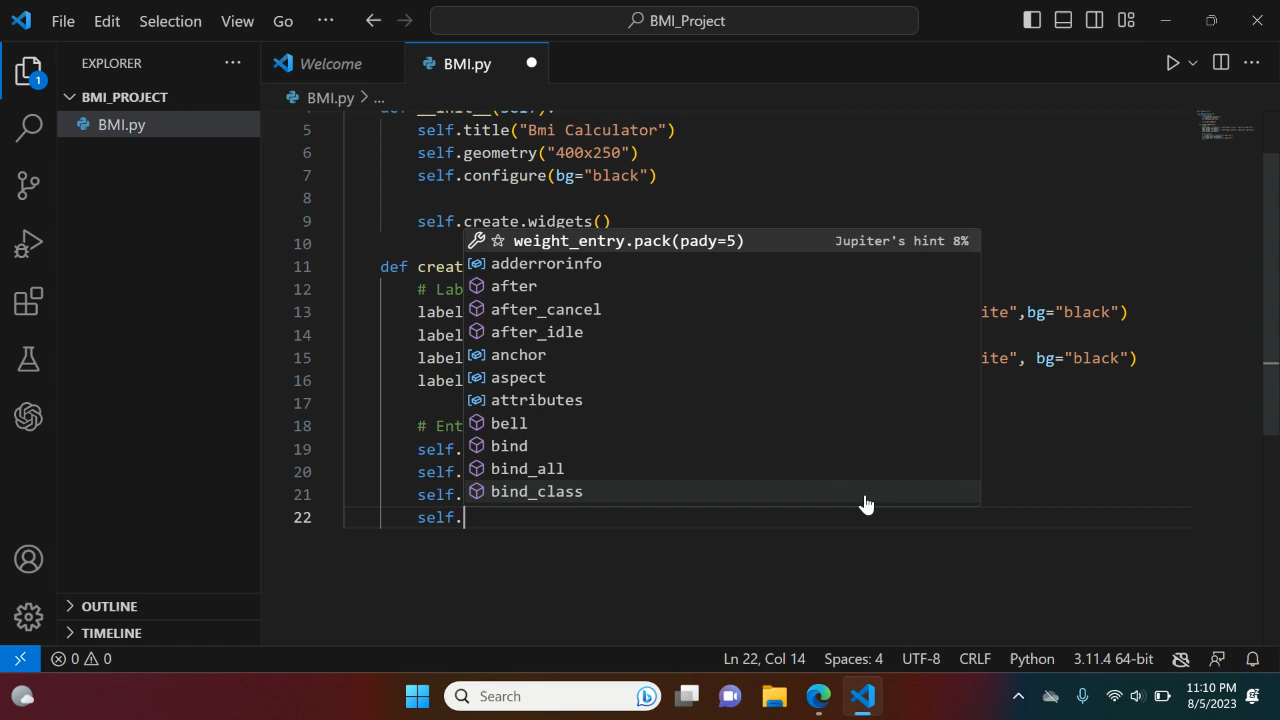 File Edit Selection View Go ··· BMI_Project
EXPLORER ··· Welcome BMI.py
1
BMI_PROJECT
BMI.py > ...
BMI.py
5 self.title("Bmi Calculator")
6 self.geometry("400x250")
7 self.configure(bg="black")
8
9 self.create.widgets()
10 weight_entry.pack(pady=5) Jupiter's hint 8%
adderrorinfo
11 def creat
after
12 # Lab
13 label after_cancel ite",bg="black")
14 label after_idle
15 label anchor ite", bg="black")
16 label aspect
17 attributes
18 # Ent bell
19 self. bind
20 self. bind_all
21 self. bind_class
22 self.
OUTLINE
TIMELINE
0 0 Ln 22, Col 14 Spaces: 4 UTF-8 CRLF Python 3.11.4 64-bit
Search 11:10 PM
8/5/2023